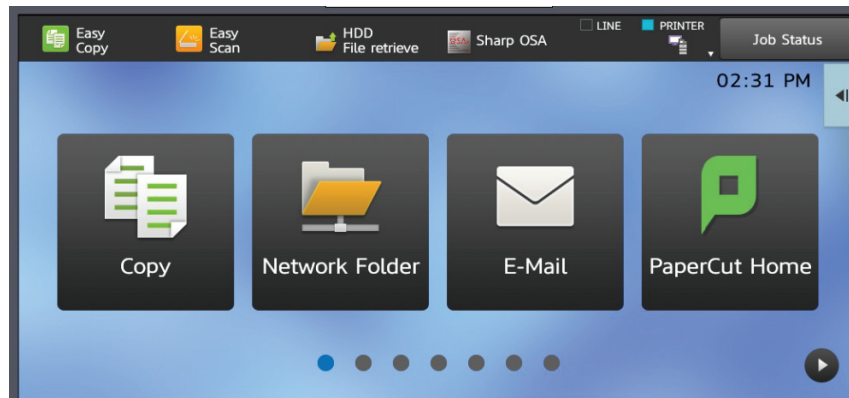 Easy
Copy
Easy
Scan
HDD
File retrieve
OSA
Sharp OSA
LINE
PRINTER
Job Status
02:31 PM
Copy
Network Folder
E-Mail
PaperCut Home